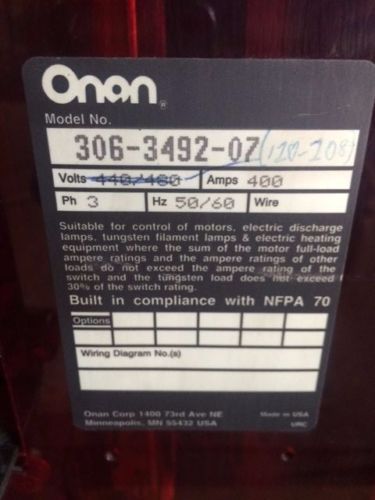 Onan
Model No.
306-3492-07 (120-208)
Volts 440/480 Amps 400
Ph 3 Hz 50/60 Wire
Suitable for control of motors, electric discharge
lamps, tungsten filament lamps & electric heating
equipment where the sum of the motor full-load
ampere ratings and the ampere ratings of other
loads do not exceed the ampere rating of the
switch and the tungsten load does not exceed
30% of the switch rating.
Built in compliance with NFPA 70
Options
Wiring Diagram No.(s)
Onan Corp 1400 73rd Ave NE Made in USA
Minneapolis, MN 55432 USA URC